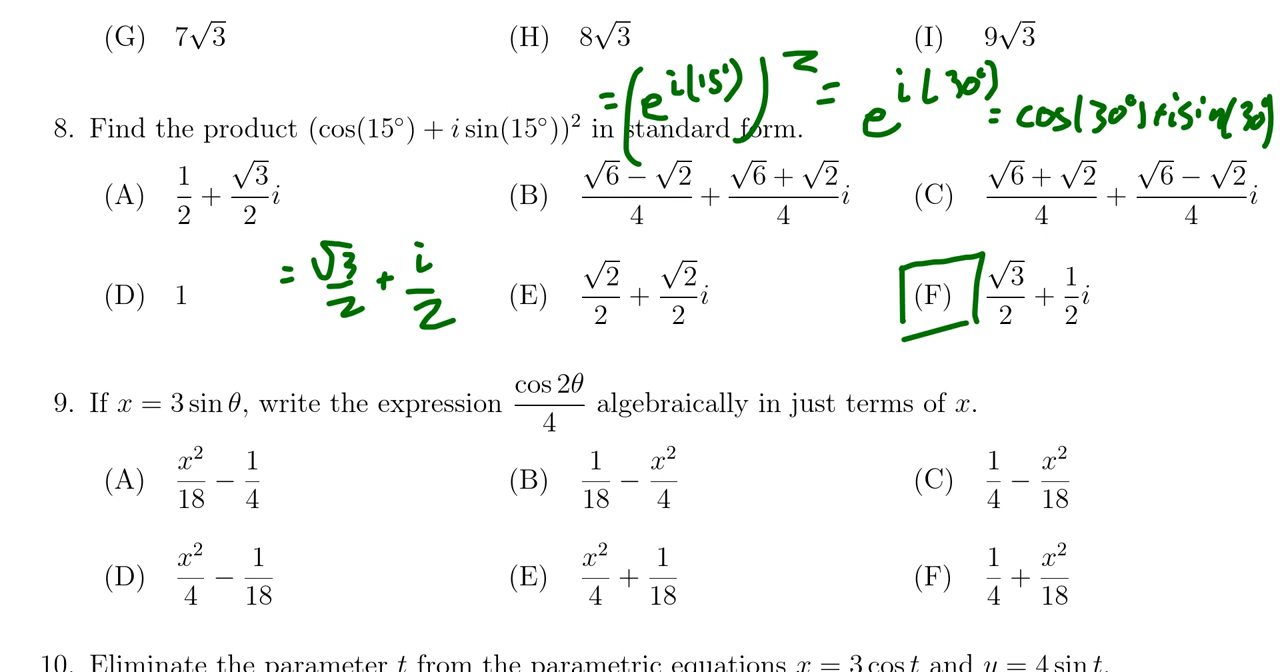 (G) 7√3 (H) 8√3 (I) 9√3
= (e^{i(15°)})^2 = e^{i(30°)} = cos(30°) + i sin(30°)
8. Find the product (cos(15°) + i sin(15°))² in standard form.
(A) 1/2 + √3/2 i (B) (√6 − √2)/4 + (√6 + √2)/4 i (C) (√6 + √2)/4 + (√6 − √2)/4 i
= √3/2 + i/2
(D) 1 (E) √2/2 + √2/2 i (F) √3/2 + 1/2 i
9. If x = 3 sin θ, write the expression cos 2θ/4 algebraically in just terms of x.
(A) x²/18 − 1/4 (B) 1/18 − x²/4 (C) 1/4 − x²/18
(D) x²/4 − 1/18 (E) x²/4 + 1/18 (F) 1/4 + x²/18
10. Eliminate the parameter t from the parametric equations x = 3 cos t and y = 4 sin t.